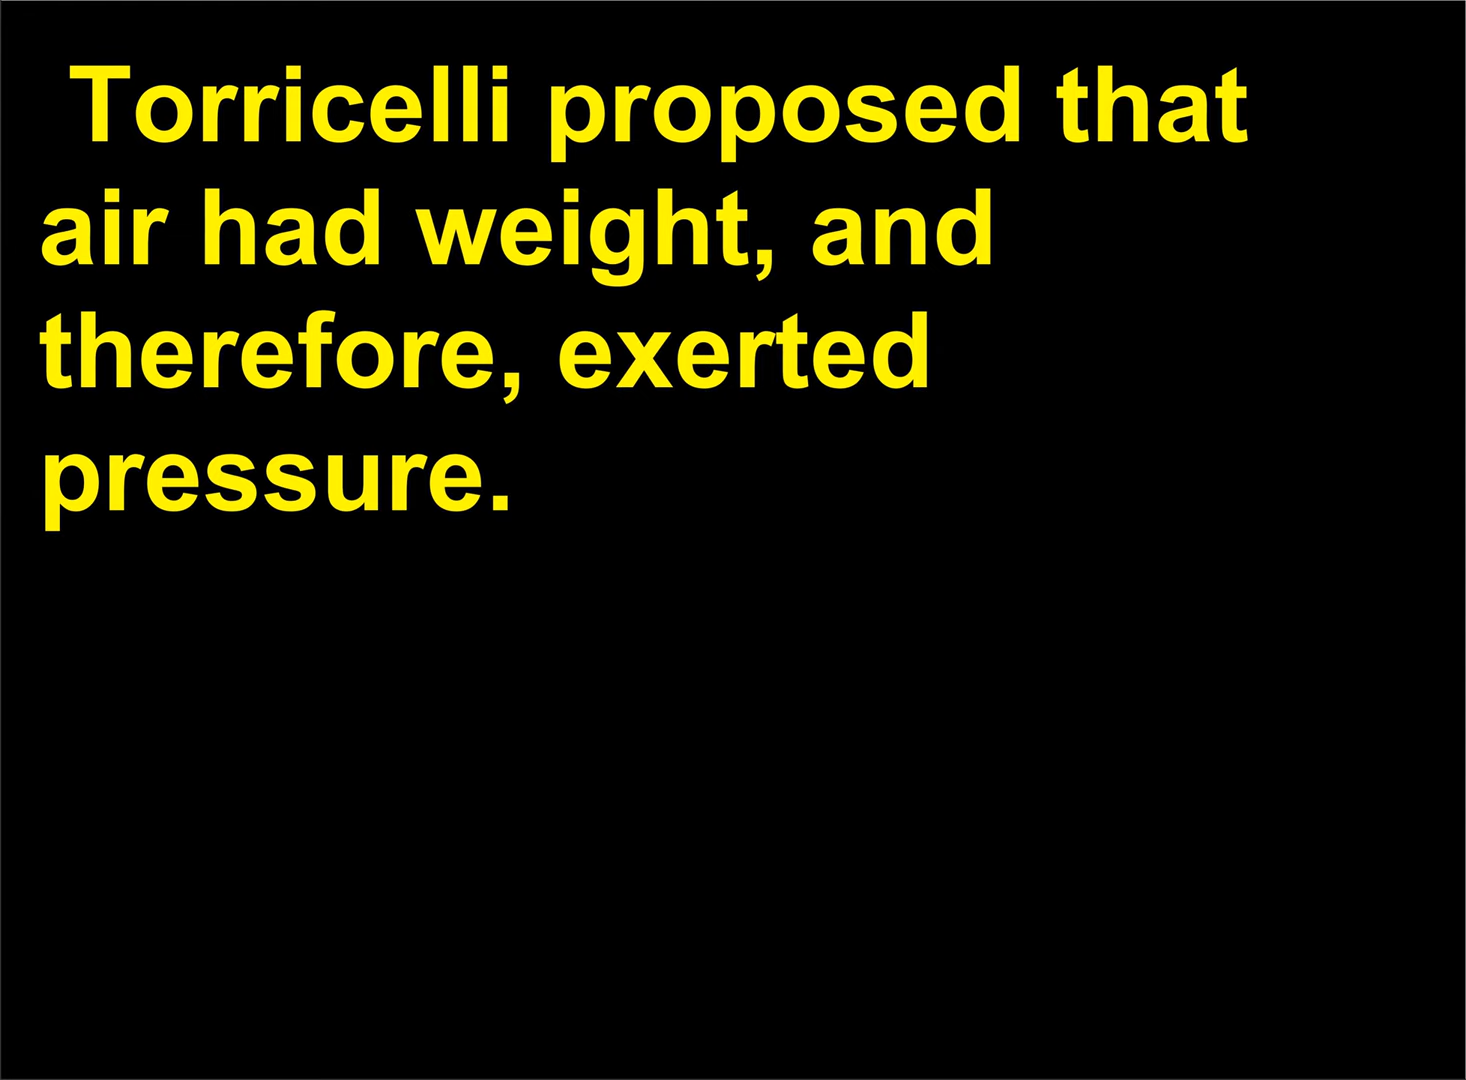 Torricelli proposed that
air had weight, and
therefore, exerted
pressure.